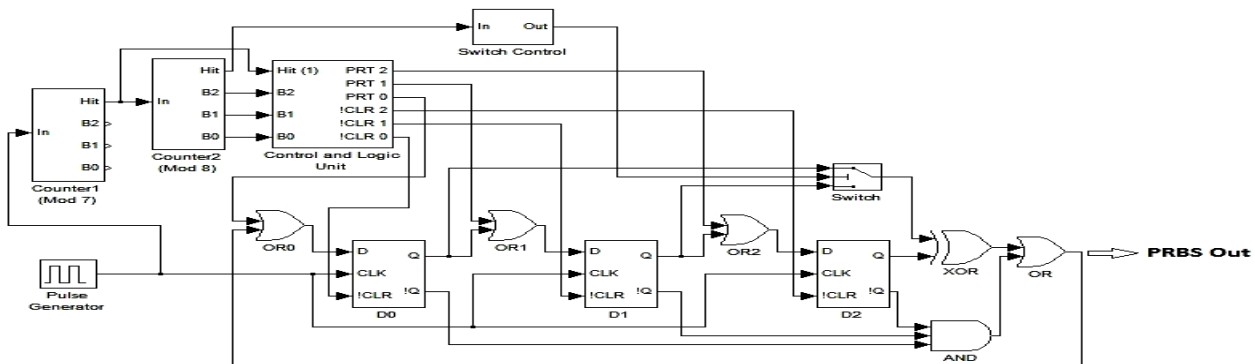 In
Out
Switch Control
Hit
B2
B1
B0
In
Counter1
(Mod 7)
Hit
B2
B1
B0
In
Counter2
(Mod 8)
Hit (1)
B2
B1
B0
PRT 2
PRT 1
PRT 0
!CLR 2
!CLR 1
!CLR 0
Control and Logic
Unit
Switch
OR0
OR1
OR2
D
CLK
!CLR
Q
!Q
D0
D
CLK
!CLR
Q
!Q
D1
D
CLK
!CLR
Q
!Q
D2
XOR
OR
PRBS Out
AND
Pulse
Generator